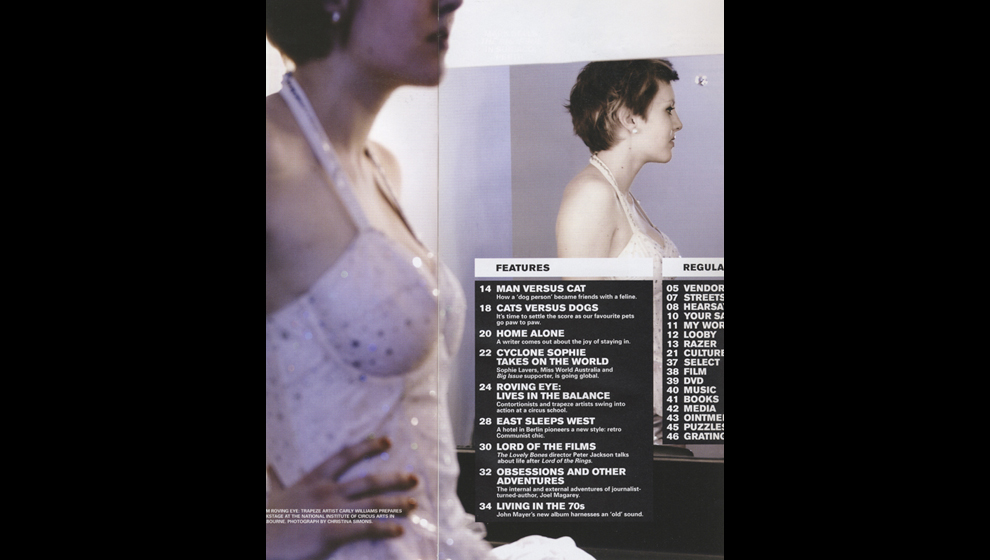 FEATURES
14 MAN VERSUS CAT
How a 'dog person' became friends with a feline.
18 CATS VERSUS DOGS
It's time to settle the score as our favourite pets
go paw to paw.
20 HOME ALONE
A writer comes out about the joy of staying in.
22 CYCLONE SOPHIE
TAKES ON THE WORLD
Sophie Lavers, Miss World Australia and
Big Issue supporter, is going global.
24 ROVING EYE:
LIVES IN THE BALANCE
Contortionists and trapeze artists swing into
action at a circus school.
28 EAST SLEEPS WEST
A hotel in Berlin pioneers a new style: retro
Communist chic.
30 LORD OF THE FILMS
The Lovely Bones director Peter Jackson talks
about life after Lord of the Rings.
32 OBSESSIONS AND OTHER
ADVENTURES
The internal and external adventures of journalist-
turned-author, Joel Magarey.
34 LIVING IN THE 70s
John Mayer's new album harnesses an 'old' sound.
REGULA
05 VENDOR
07 STREETS
08 HEARSA
10 YOUR SA
11 MY WOR
12 LOOBY
13 RAZER
21 CULTURE
37 SELECT
38 FILM
39 DVD
40 MUSIC
41 BOOKS
42 MEDIA
43 OINTME
45 PUZZLES
46 GRATING
M ROVING EYE: TRAPEZE ARTIST CARLY WILLIAMS PREPARES
KSTAGE AT THE NATIONAL INSTITUTE OF CIRCUS ARTS IN
BOURNE. PHOTOGRAPH BY CHRISTINA SIMONS.